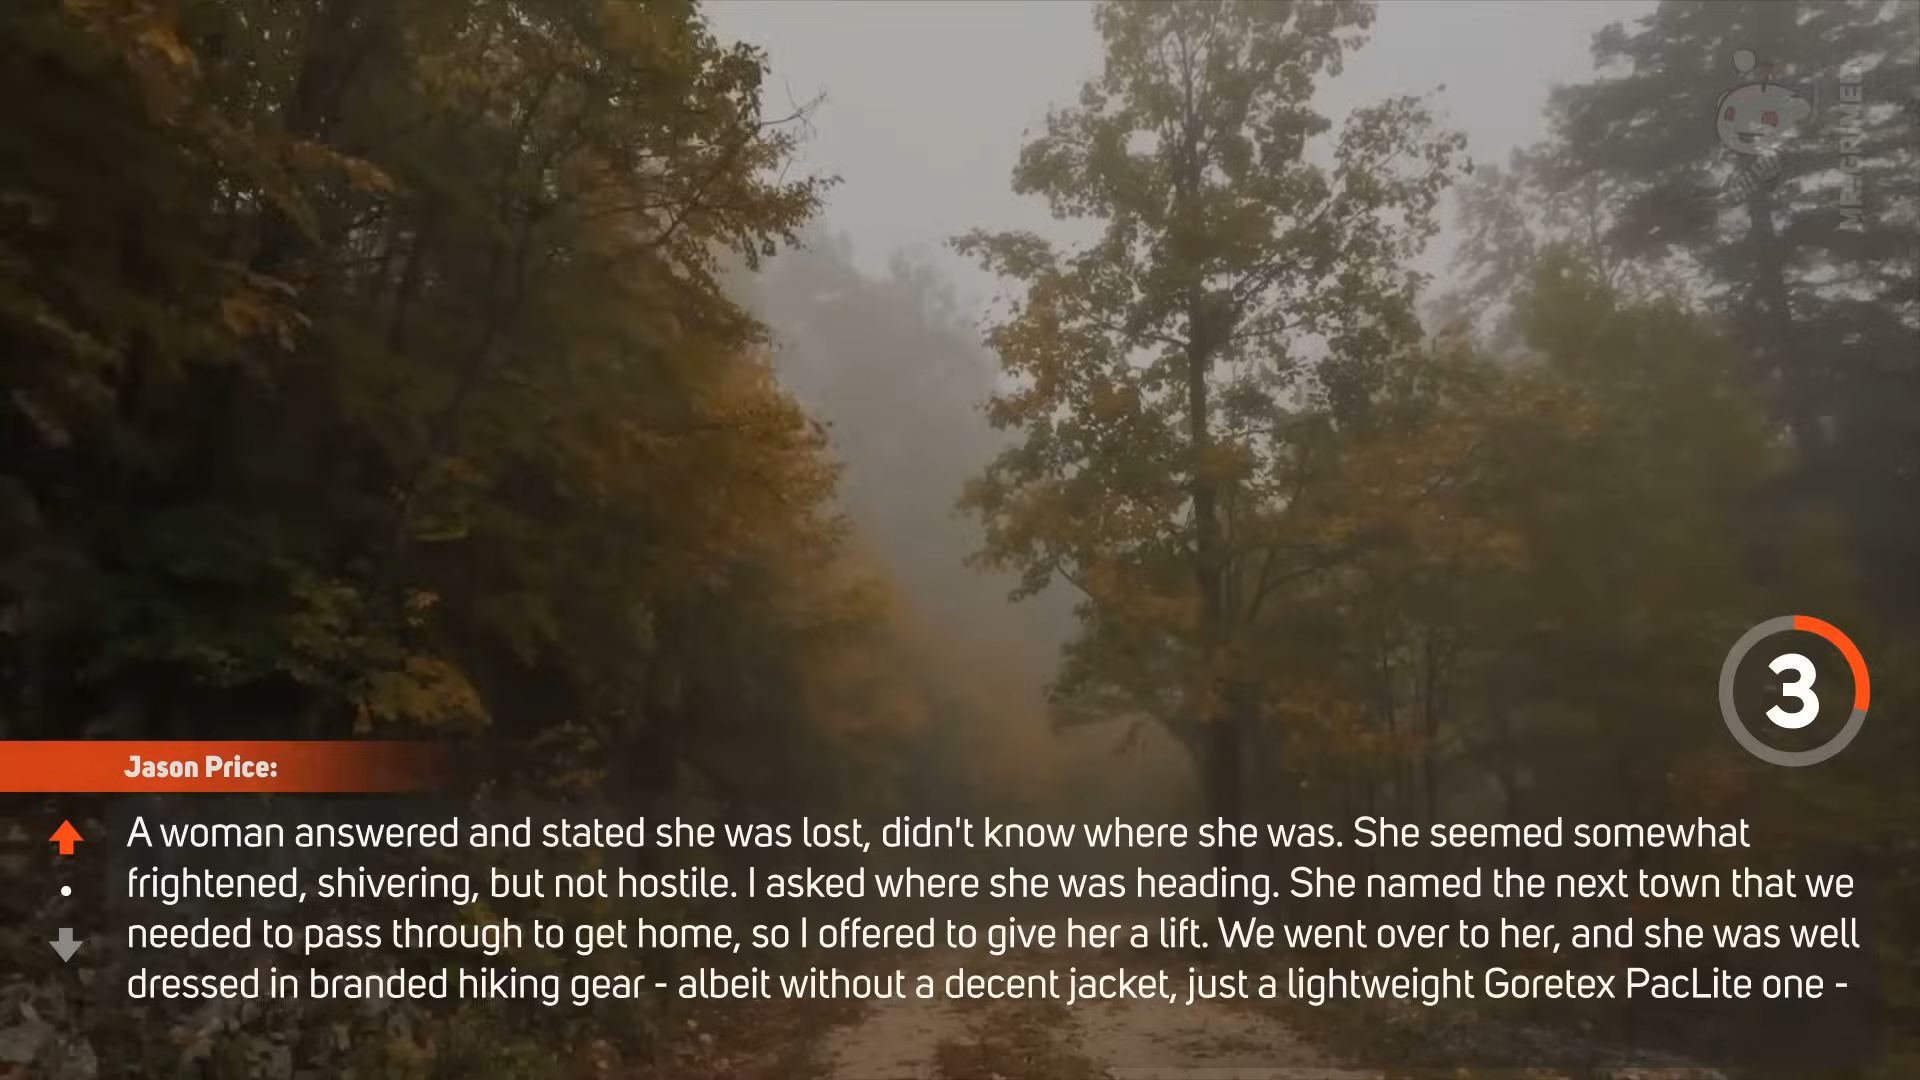 MR-GRINED
3
Jason Price:
A woman answered and stated she was lost, didn't know where she was. She seemed somewhat
frightened, shivering, but not hostile. I asked where she was heading. She named the next town that we
needed to pass through to get home, so I offered to give her a lift. We went over to her, and she was well
dressed in branded hiking gear - albeit without a decent jacket, just a lightweight Goretex PacLite one -